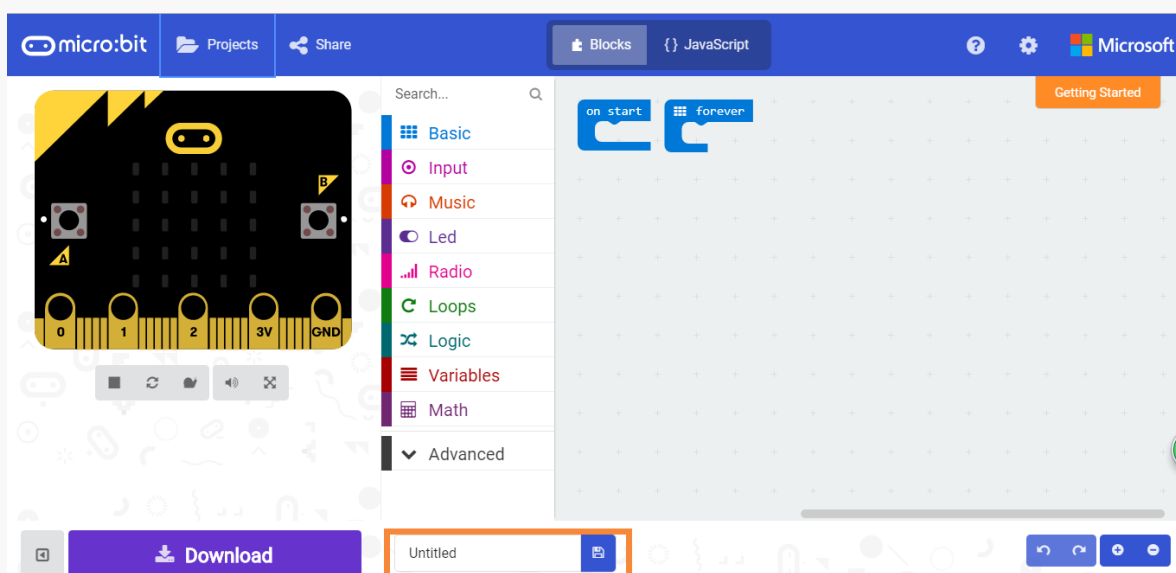 micro:bit Projects Share Blocks {} JavaScript ? Microsoft
Getting Started
Search...
on start forever
Basic
Input
Music
Led
Radio
Loops
Logic
Variables
Math
Advanced
B
A
0 1 2 3V GND
Download
Untitled